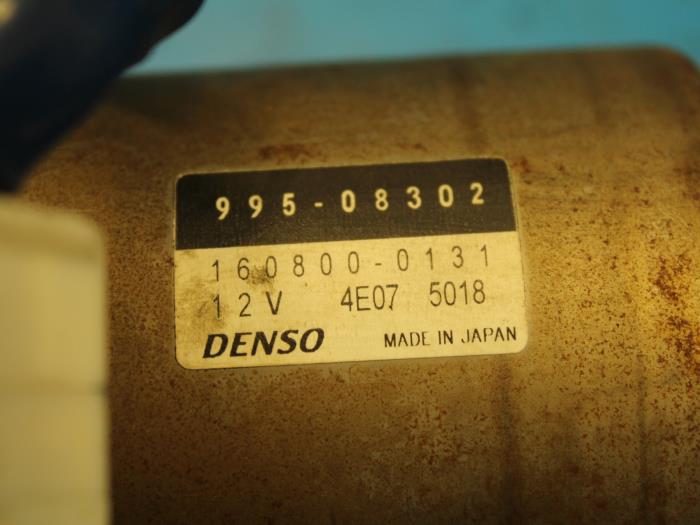 995-08302
160800-0131
12V 4E07 5018
DENSO MADE IN JAPAN